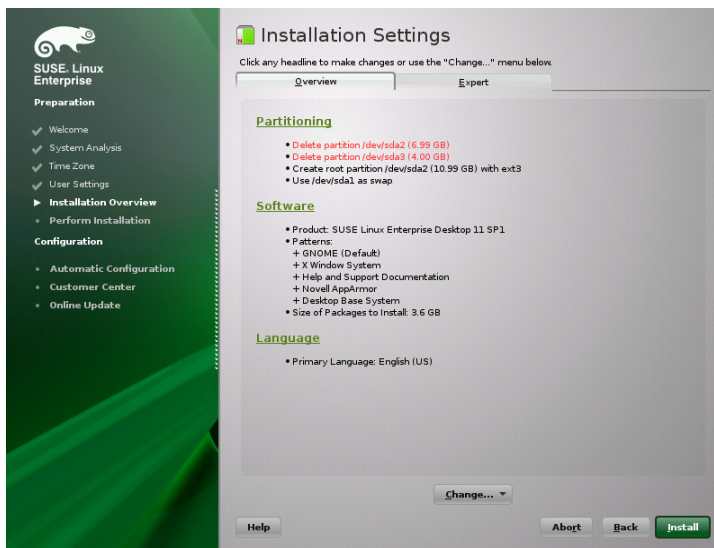 SUSE. Linux
Enterprise
Preparation
Welcome
System Analysis
Time Zone
User Settings
Installation Overview
Perform Installation
Configuration
Automatic Configuration
Customer Center
Online Update
Installation Settings
Click any headline to make changes or use the "Change..." menu below.
Overview
Expert
Partitioning
• Delete partition /dev/sda2 (6.99 GB)
• Delete partition /dev/sda3 (4.00 GB)
• Create root partition /dev/sda2 (10.99 GB) with ext3
• Use /dev/sda1 as swap
Software
• Product: SUSE Linux Enterprise Desktop 11 SP1
• Patterns:
+ GNOME (Default)
+ X Window System
+ Help and Support Documentation
+ Novell AppArmor
+ Desktop Base System
• Size of Packages to Install: 3.6 GB
Language
• Primary Language: English (US)
Change...
Help
Abort
Back
Install